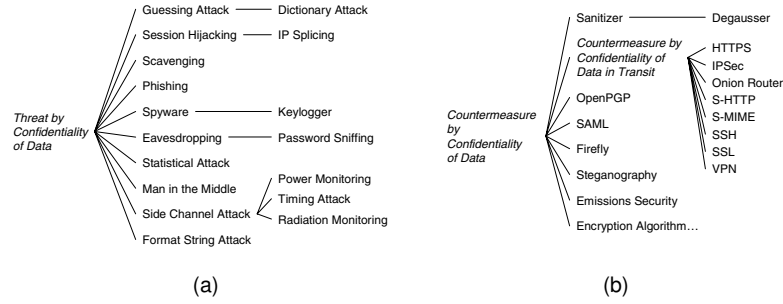 Guessing Attack
Dictionary Attack
Session Hijacking
IP Splicing
Scavenging
Phishing
Threat by
Confidentiality
of Data
Spyware
Keylogger
Eavesdropping
Password Sniffing
Statistical Attack
Man in the Middle
Side Channel Attack
Power Monitoring
Timing Attack
Radiation Monitoring
Format String Attack
(a)
Sanitizer
Degausser
Countermeasure by
Confidentiality of
Data in Transit
HTTPS
IPSec
Onion Router
S-HTTP
S-MIME
SSH
SSL
VPN
Countermeasure
by
Confidentiality
of Data
OpenPGP
SAML
Firefly
Steganography
Emissions Security
Encryption Algorithm…
(b)